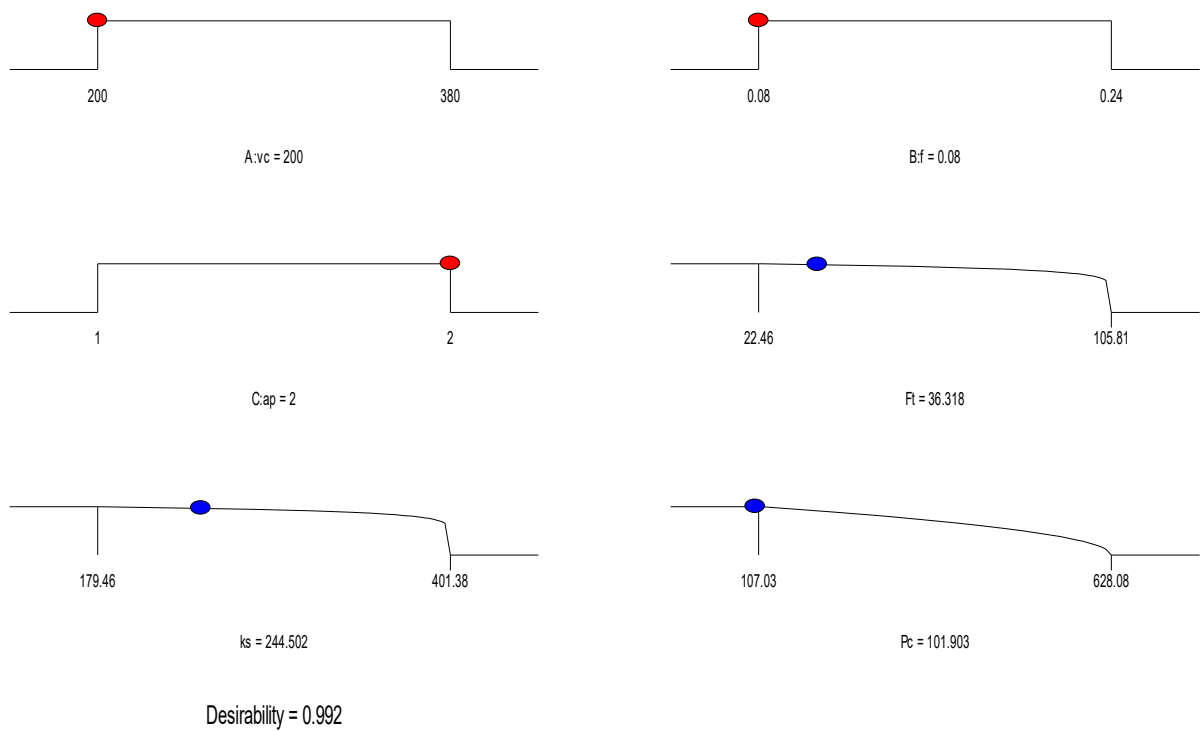 200
380
A:vc = 200
0.08
0.24
B:f = 0.08
1
2
C:ap = 2
22.46
105.81
Ft = 36.318
179.46
401.38
ks = 244.502
107.03
628.08
Pc = 101.903
Desirability = 0.992